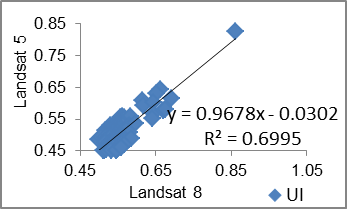 0.85
0.75
0.65
0.55
0.45
Landsat 5
y = 0.9678x - 0.0302
R² = 0.6995
0.45 0.65 0.85 1.05
Landsat 8
UI